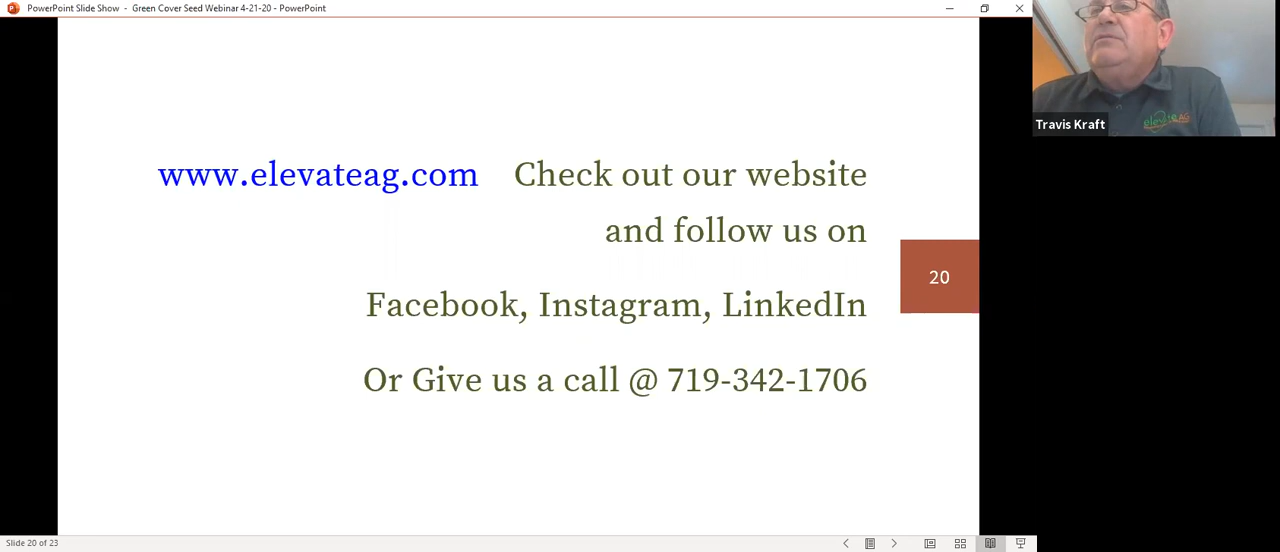 PowerPoint Slide Show - Green Cover Seed Webinar 4-21-20 - PowerPoint
www.elevateag.com Check out our website
and follow us on
Facebook, Instagram, LinkedIn
Or Give us a call @ 719-342-1706
20
Travis Kraft
elevate AG
Slide 20 of 23